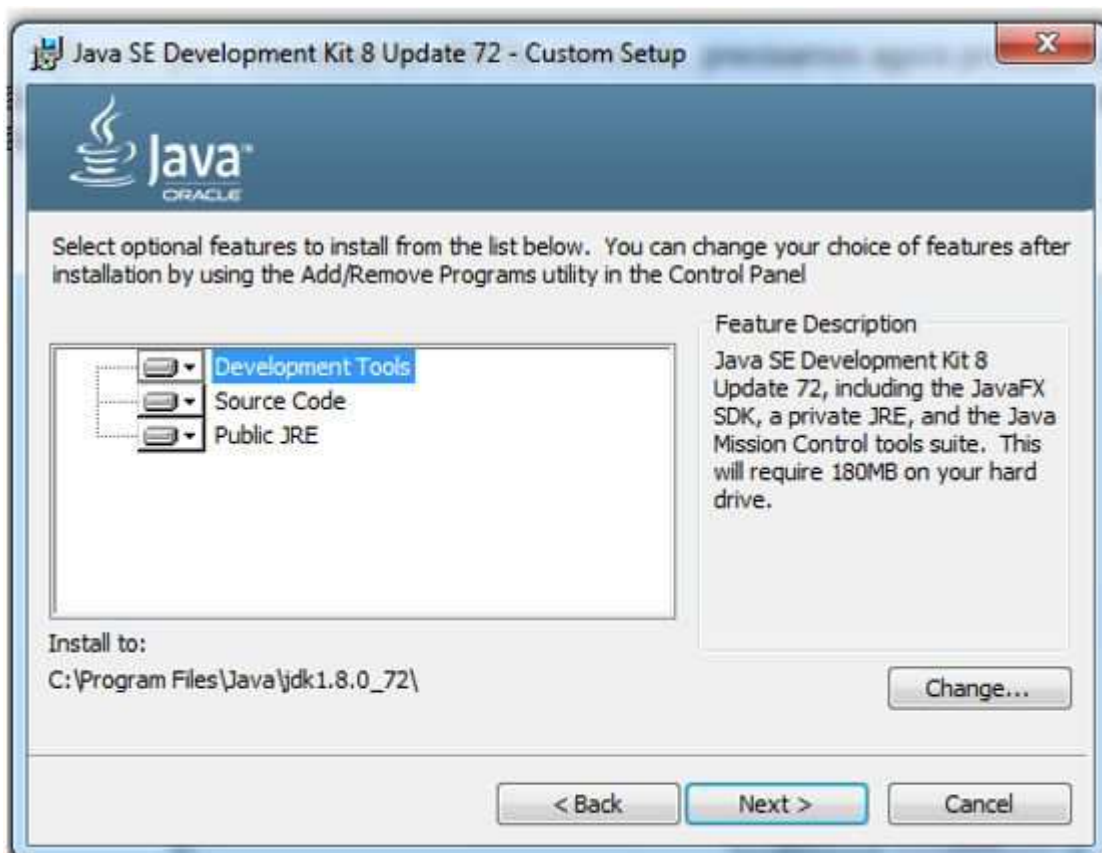 Java SE Development Kit 8 Update 72 - Custom Setup
Java™
ORACLE
Select optional features to install from the list below. You can change your choice of features after
installation by using the Add/Remove Programs utility in the Control Panel
Development Tools
Source Code
Public JRE
Feature Description
Java SE Development Kit 8
Update 72, including the JavaFX
SDK, a private JRE, and the Java
Mission Control tools suite. This
will require 180MB on your hard
drive.
Install to:
C:\Program Files\Java\jdk1.8.0_72\
Change...
< Back
Next >
Cancel